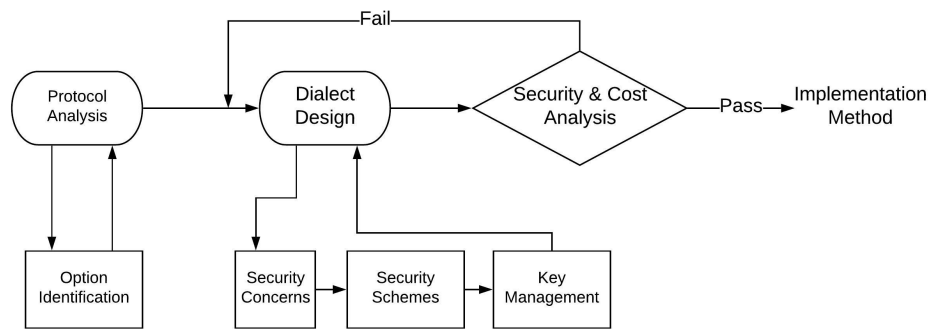 Fail
Protocol
Analysis
Dialect
Design
Security & Cost
Analysis
Pass
Implementation
Method
Option
Identification
Security
Concerns
Security
Schemes
Key
Management